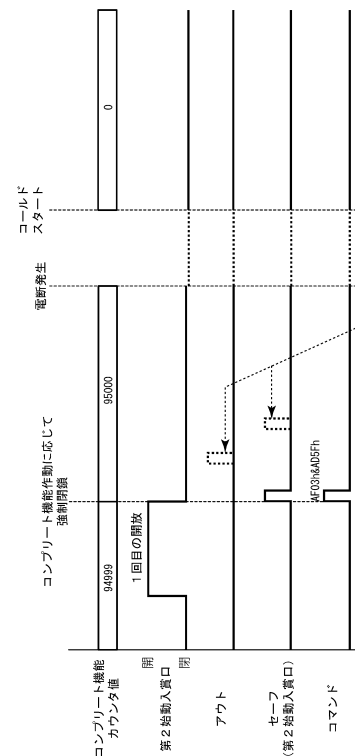 コンプリート機能作動に応じて
強制閉鎖
電断発生
コールド
スタート
コンプリート機能
カウンタ値
94999
95000
0
開
第2始動入賞口
閉
1回目の開放
アウト
セーフ
(第2始動入賞口)
コマンド
AF03h&AD5Fh